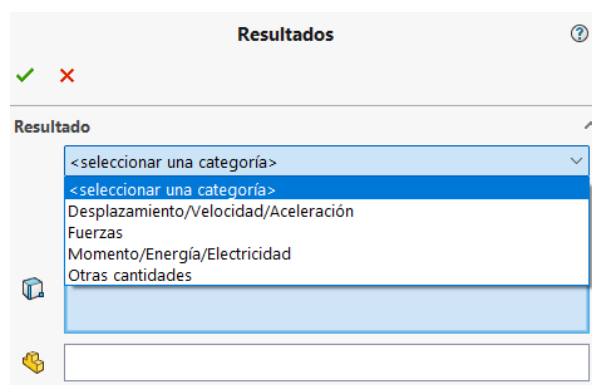 Resultados
Resultado
<seleccionar una categoría>
<seleccionar una categoría>
Desplazamiento/Velocidad/Aceleración
Fuerzas
Momento/Energía/Electricidad
Otras cantidades